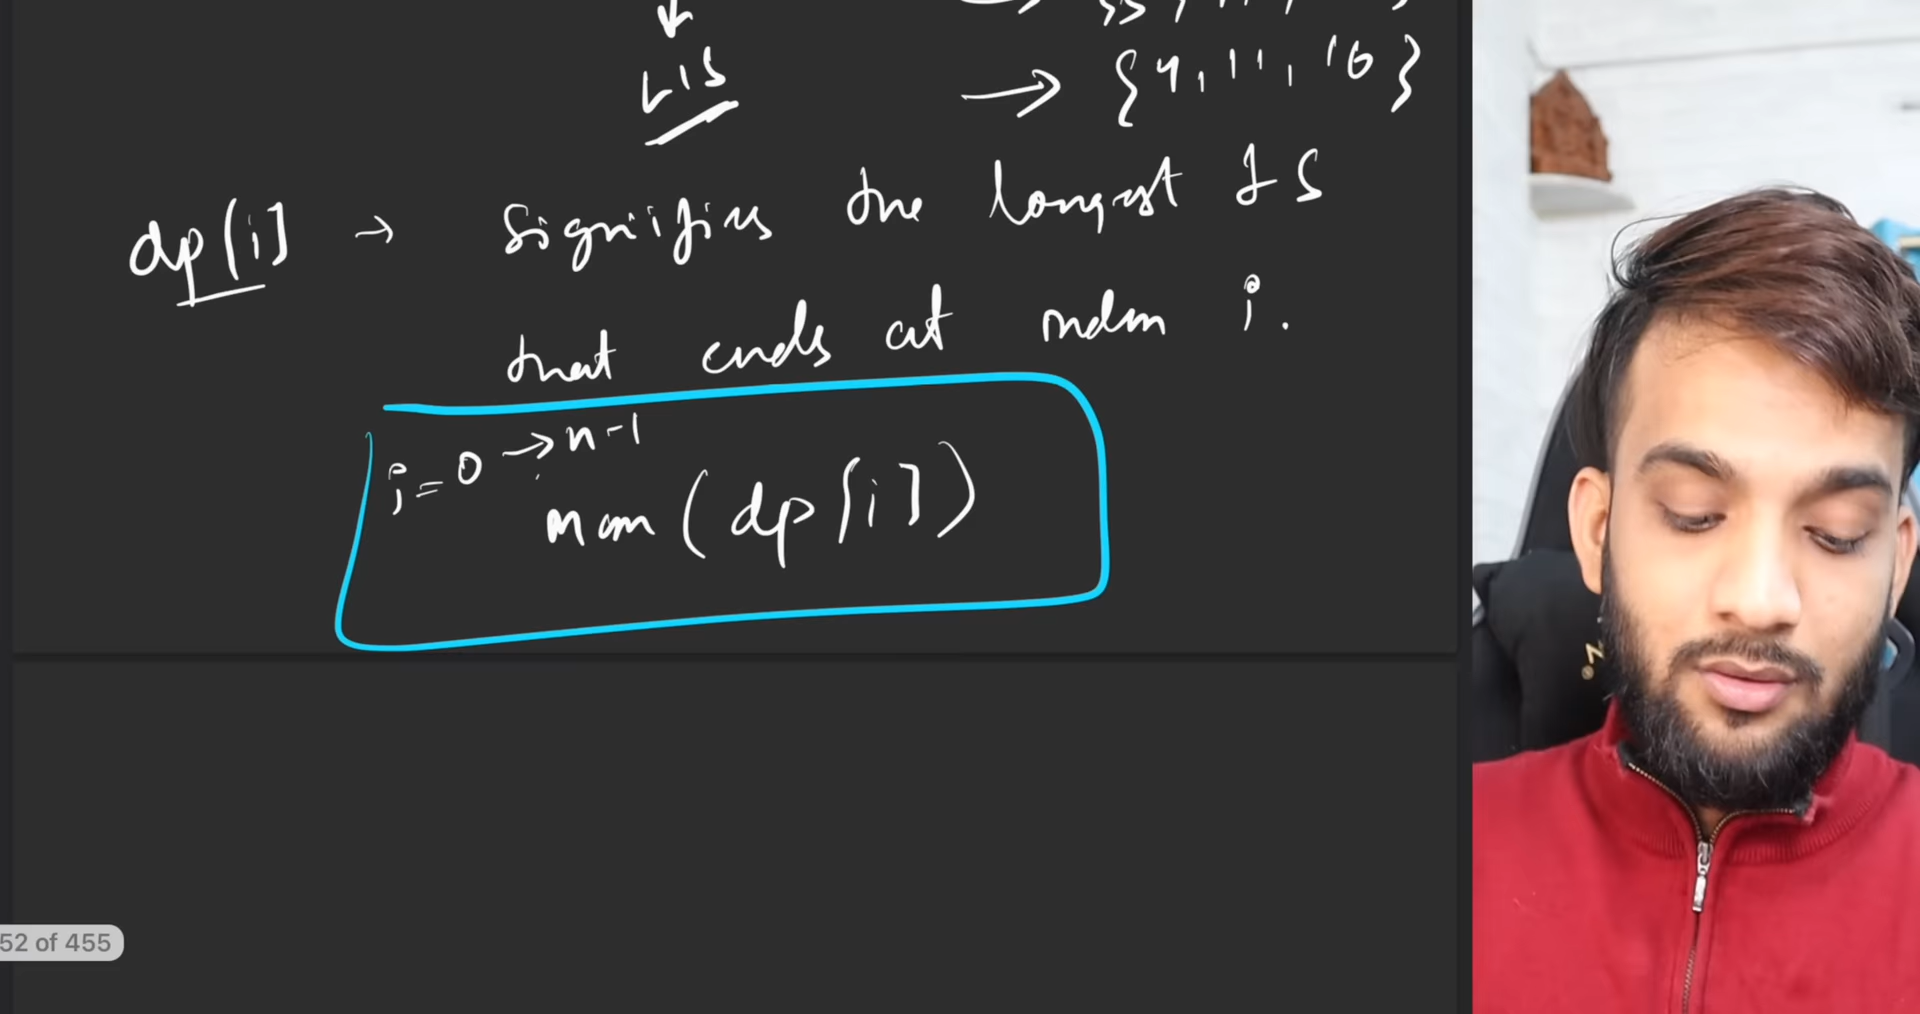 LIS
→ {9, 11, 16}
dp[i] → Signifies the longest IS
that ends at index i.
i=0 → n-1
max(dp[i])
52 of 455